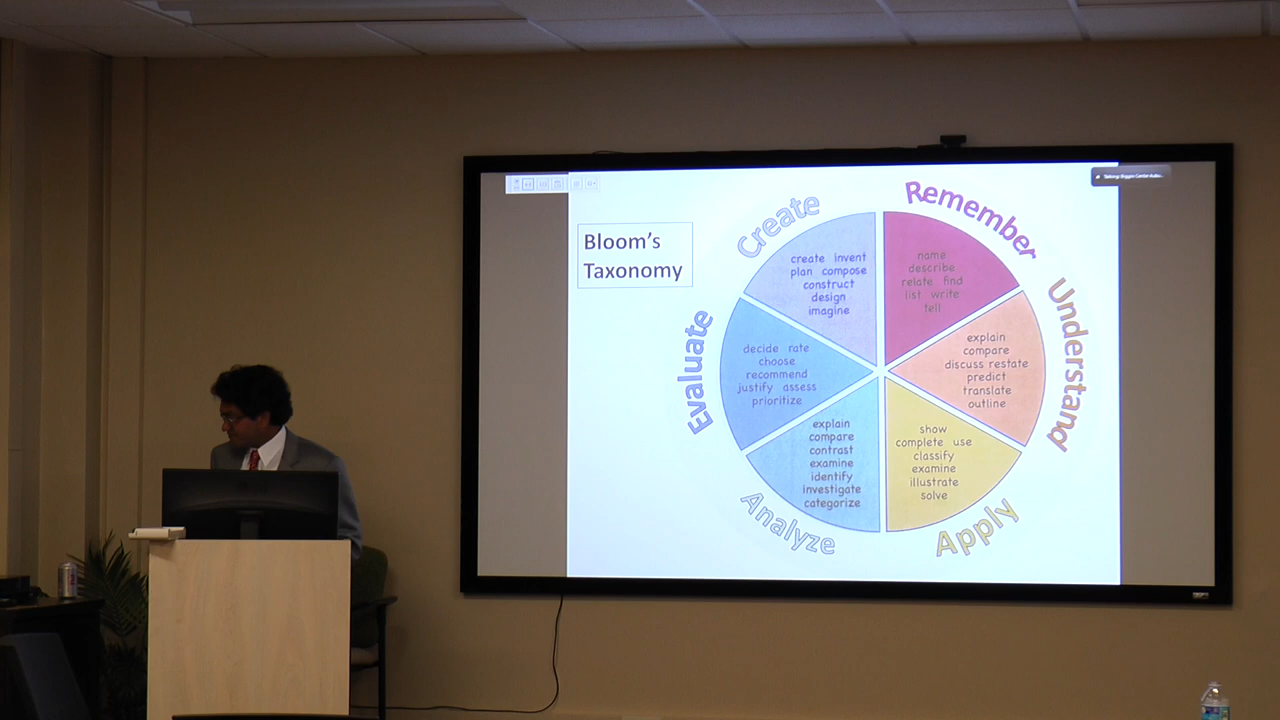 Bloom's
Taxonomy
Create
create invent
plan compose
construct
design
imagine
Remember
name
describe
relate find
list write
tell
Understand
explain
compare
discuss restate
predict
translate
outline
Apply
show
complete use
classify
examine
illustrate
solve
Analyze
explain
compare
contrast
examine
identify
investigate
categorize
Evaluate
decide rate
choose
recommend
justify assess
prioritize